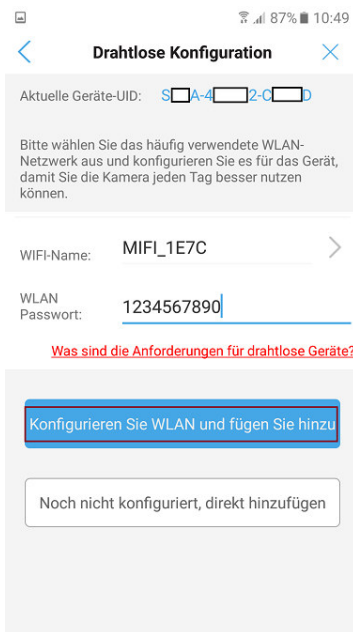 87% 10:49
Drahtlose Konfiguration
Aktuelle Geräte-UID: S A-4 2-C D
Bitte wählen Sie das häufig verwendete WLAN-
Netzwerk aus und konfigurieren Sie es für das Gerät,
damit Sie die Kamera jeden Tag besser nutzen
können.
WIFI-Name: MIFI_1E7C
WLAN
Passwort: 1234567890
Was sind die Anforderungen für drahtlose Geräte?
Konfigurieren Sie WLAN und fügen Sie hinzu
Noch nicht konfiguriert, direkt hinzufügen